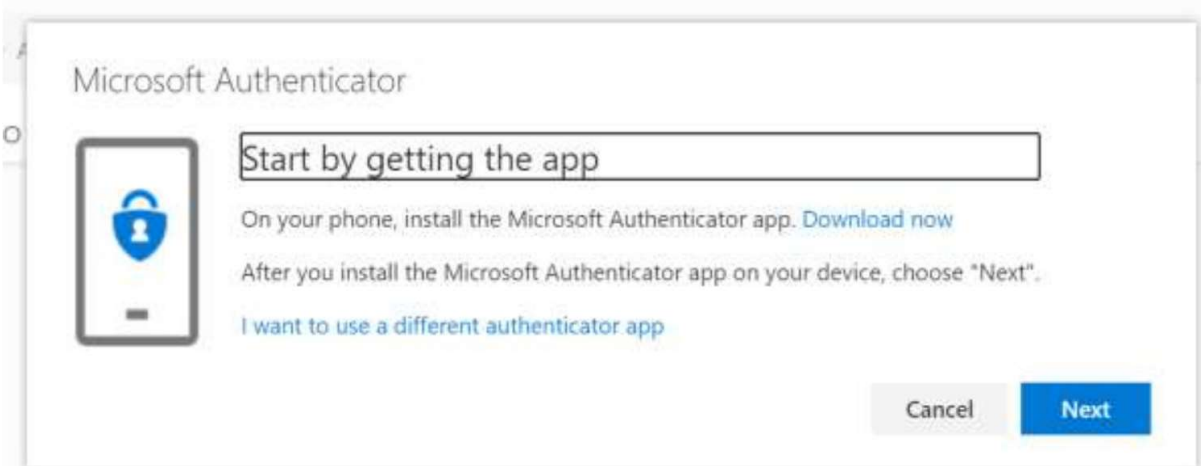 Microsoft Authenticator
Start by getting the app
On your phone, install the Microsoft Authenticator app. Download now
After you install the Microsoft Authenticator app on your device, choose "Next".
I want to use a different authenticator app
Cancel
Next